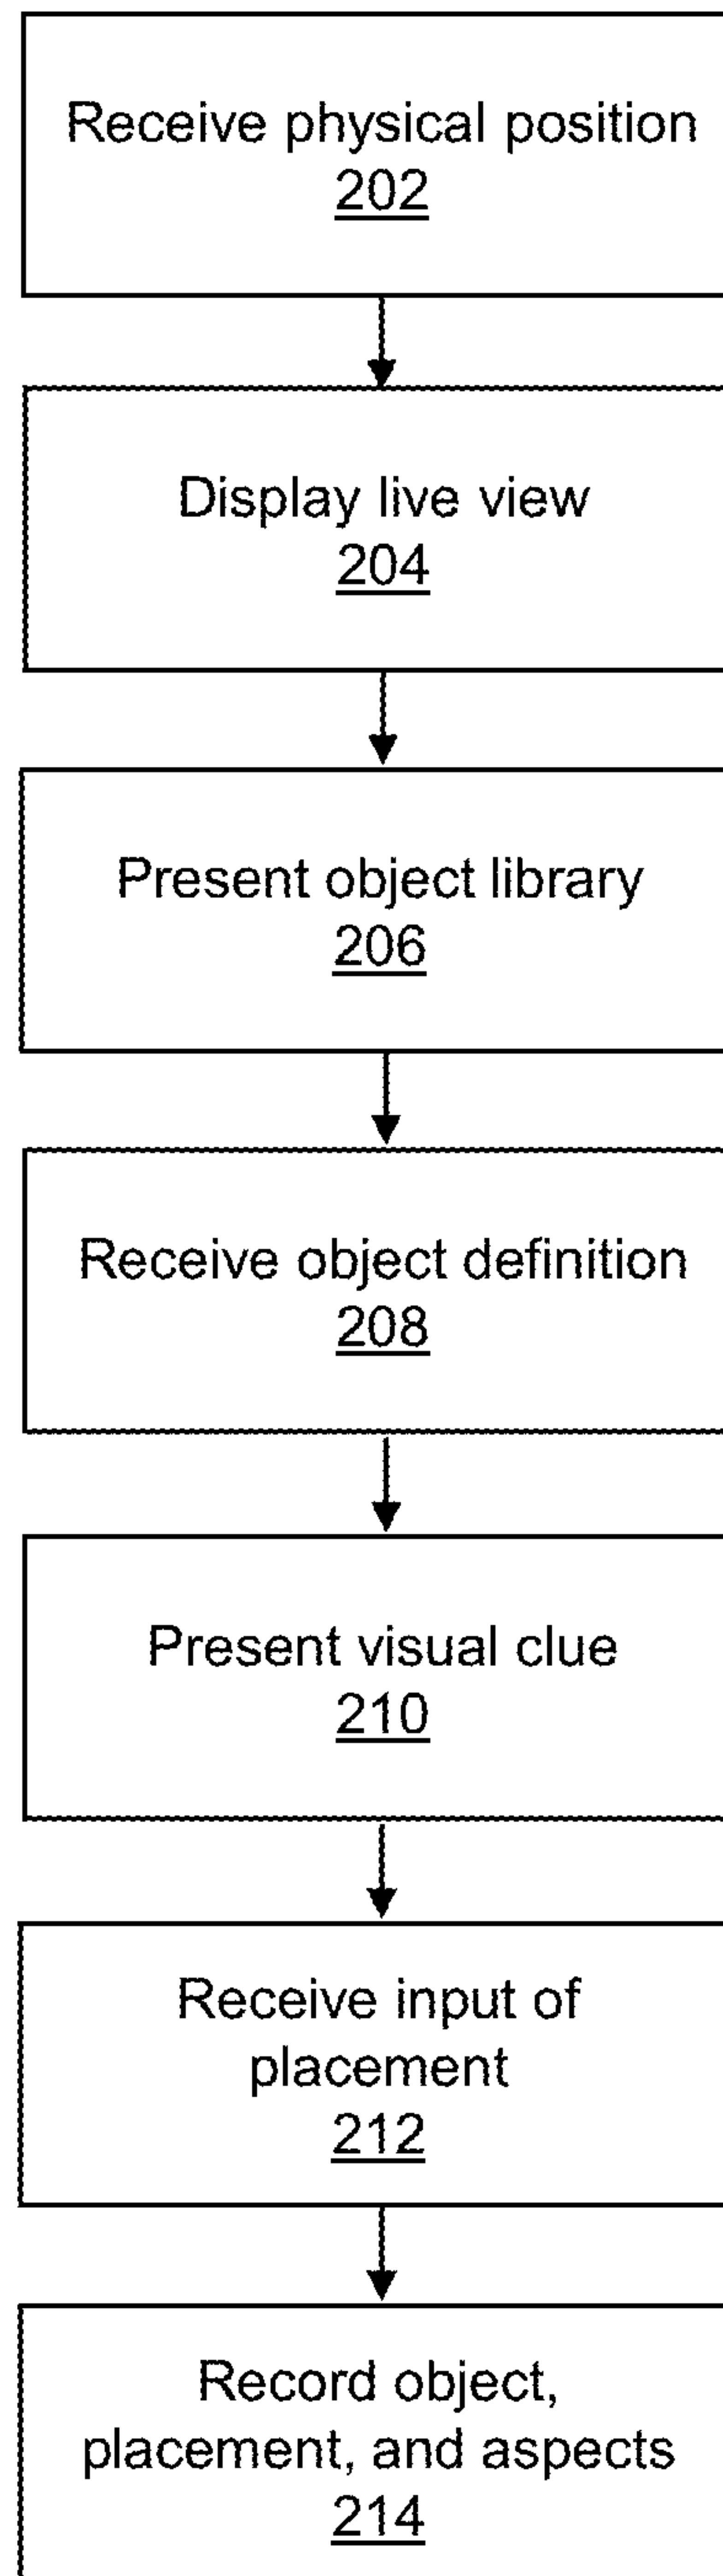 Receive physical position
202
Display live view
204
Present object library
206
Receive object definition
208
Present visual clue
210
Receive input of
placement
212
Record object,
placement, and aspects
214